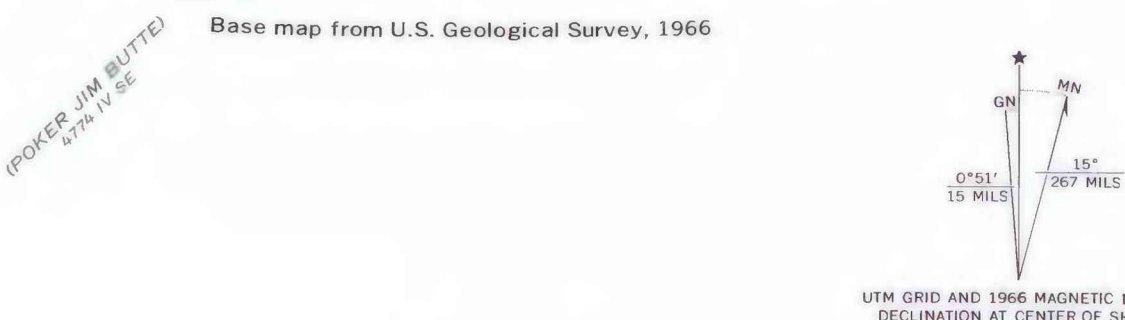 Base map from U.S. Geological Survey, 1966
(POKER JIM BUTTE)
4774 IV SE
★
GN
MN
0°51'
15 MILS
15°
267 MILS
UTM GRID AND 1966 MAGNETIC
DECLINATION AT CENTER OF